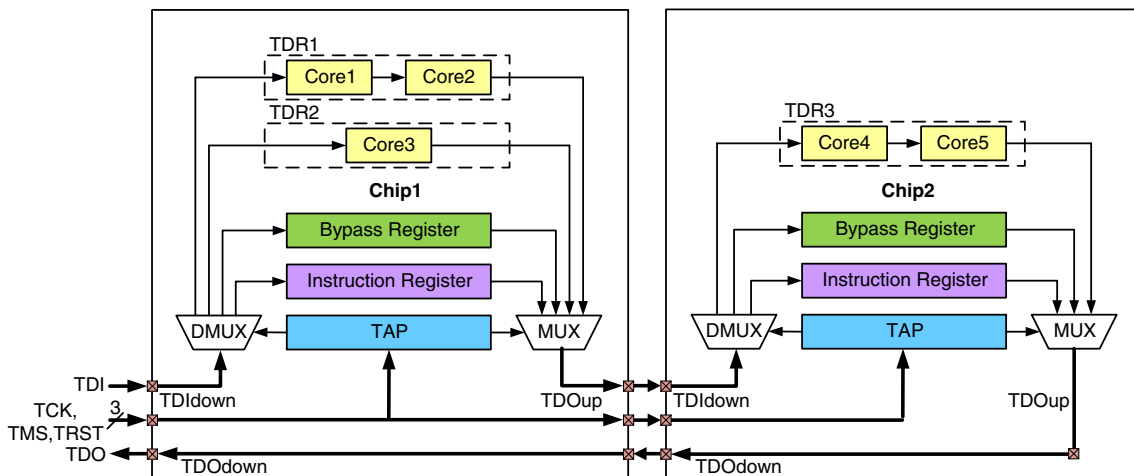 TDR1
Core1
Core2
TDR2
Core3
Chip1
Bypass Register
Instruction Register
DMUX
TAP
MUX
TDI
TDIdown
TDOup
TCK,
3
TMS,TRST
TDO
TDOdown
TDR3
Core4
Core5
Chip2
Bypass Register
Instruction Register
DMUX
TAP
MUX
TDIdown
TDOup
TDOdown